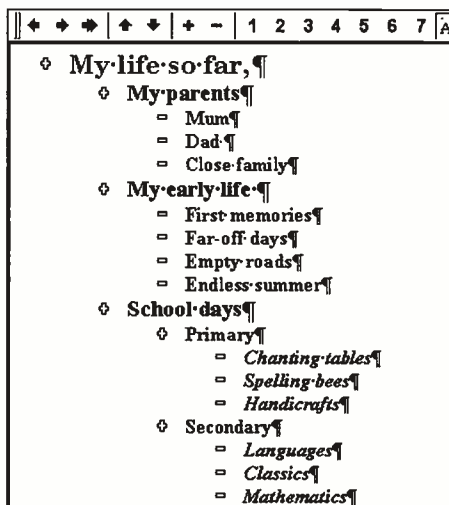 1 2 3 4 5 6 7 A
My·life·so·far,¶
My·parents¶
Mum¶
Dad·¶
Close·family¶
My·early·life·¶
First·memories¶
Far-off·days¶
Empty·roads¶
Endless·summer¶
School·days¶
Primary¶
Chanting·tables¶
Spelling·bees¶
Handicrafts¶
Secondary¶
Languages¶
Classics¶
Mathematics¶